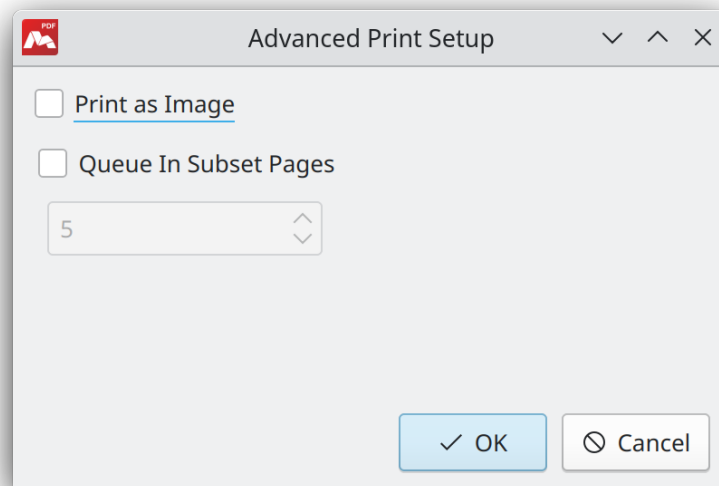 PDF
Advanced Print Setup
Print as Image
Queue In Subset Pages
5
OK
Cancel